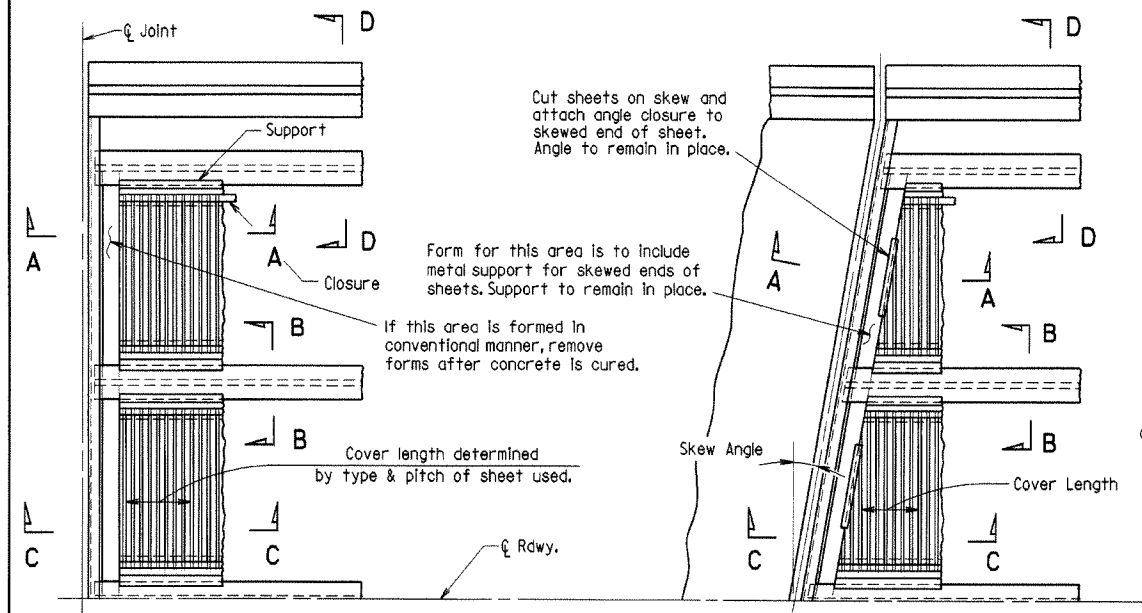 ℄ Joint
D
Support
A
A
D
Closure
B
If this area is formed in
conventional manner, remove
forms after concrete is cured.
B
Cover length determined
by type & pitch of sheet used.
C
C
℄ Rdwy.
D
Cut sheets on skew and
attach angle closure to
skewed end of sheet.
Angle to remain in place.
D
A
Form for this area is to include
metal support for skewed ends of
sheets. Support to remain in place.
A
B
B
Skew Angle
Cover Length
C
C